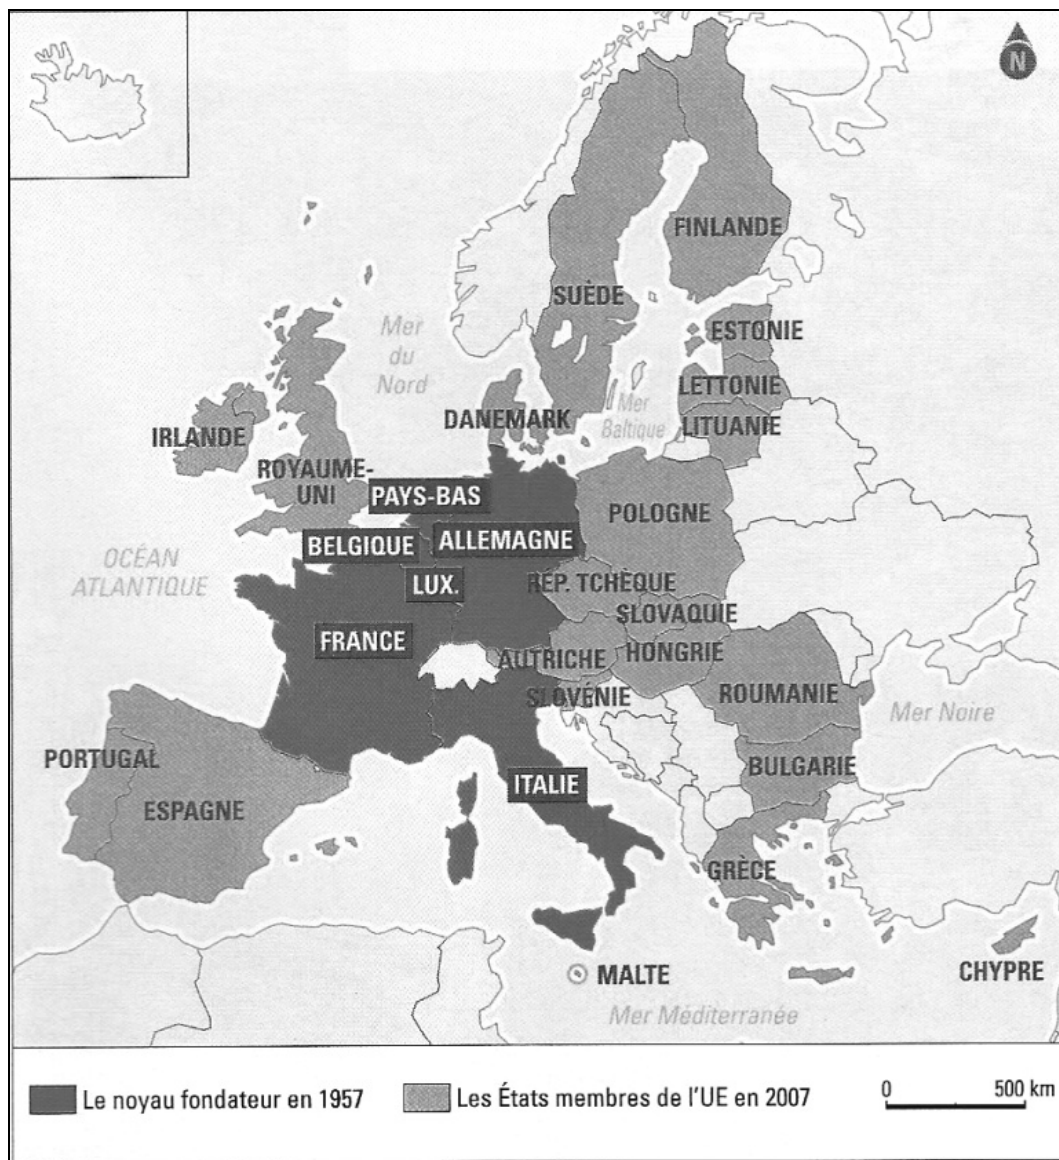 N
FINLANDE
SUÈDE
Mer
du
Nord
ESTONIE
LETTONIE
Mer
Baltique
DANEMARK
LITUANIE
IRLANDE
ROYAUME-
UNI
PAYS-BAS
POLOGNE
BELGIQUE
ALLEMAGNE
OCÉAN
ATLANTIQUE
LUX.
RÉP. TCHÈQUE
SLOVAQUIE
FRANCE
AUTRICHE
HONGRIE
SLOVÉNIE
ROUMANIE
Mer Noire
PORTUGAL
BULGARIE
ITALIE
ESPAGNE
GRÈCE
MALTE
CHYPRE
Mer Méditerranée
Le noyau fondateur en 1957
Les États membres de l'UE en 2007
0 500 km